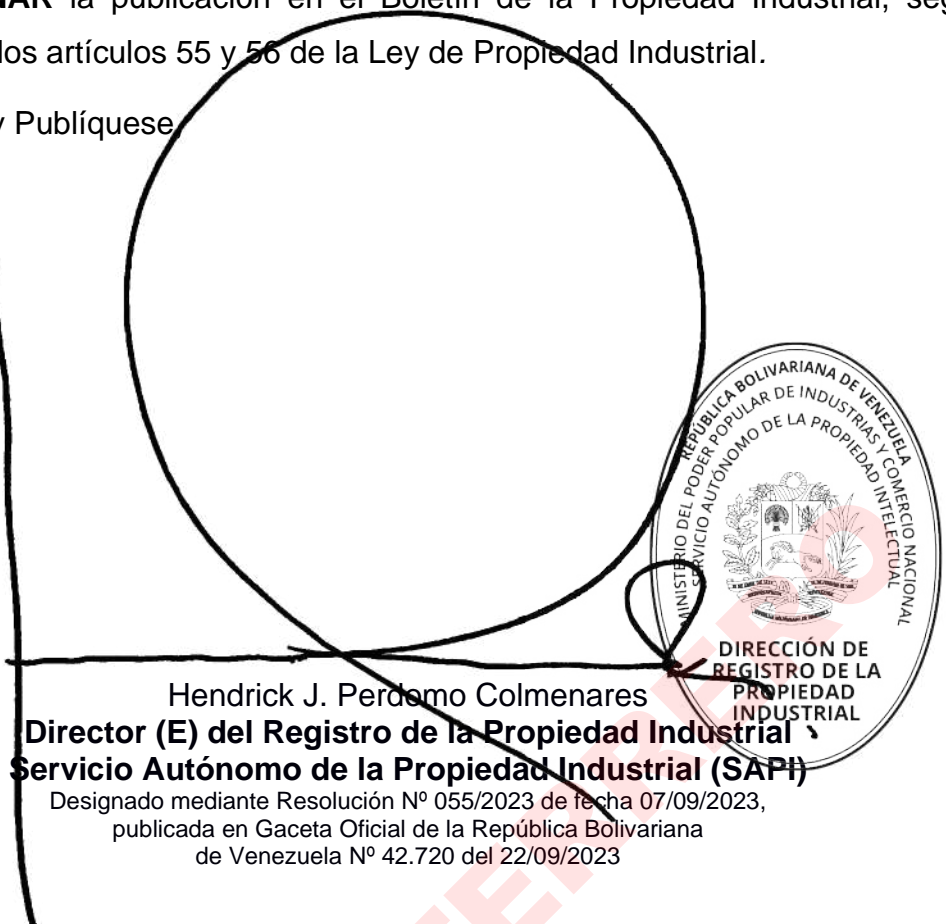 la publicación en el Boletín de la Propiedad Industrial,
los artículos 55 y 56 de la Ley de Propiedad Industrial.
y Publíquese,
REPÚBLICA BOLIVARIANA DE VENEZUELA
MINISTERIO DEL PODER POPULAR DE INDUSTRIAS Y COMERCIO NACIONAL
SERVICIO AUTÓNOMO DE LA PROPIEDAD INTELECTUAL
DIRECCIÓN DE
REGISTRO DE LA
PROPIEDAD
INDUSTRIAL
Hendrick J. Perdomo Colmenares
Director (E) del Registro de la Propiedad Industrial
Servicio Autónomo de la Propiedad Industrial (SAPI)
Designado mediante Resolución Nº 055/2023 de fecha 07/09/2023,
publicada en Gaceta Oficial de la República Bolivariana
de Venezuela Nº 42.720 del 22/09/2023